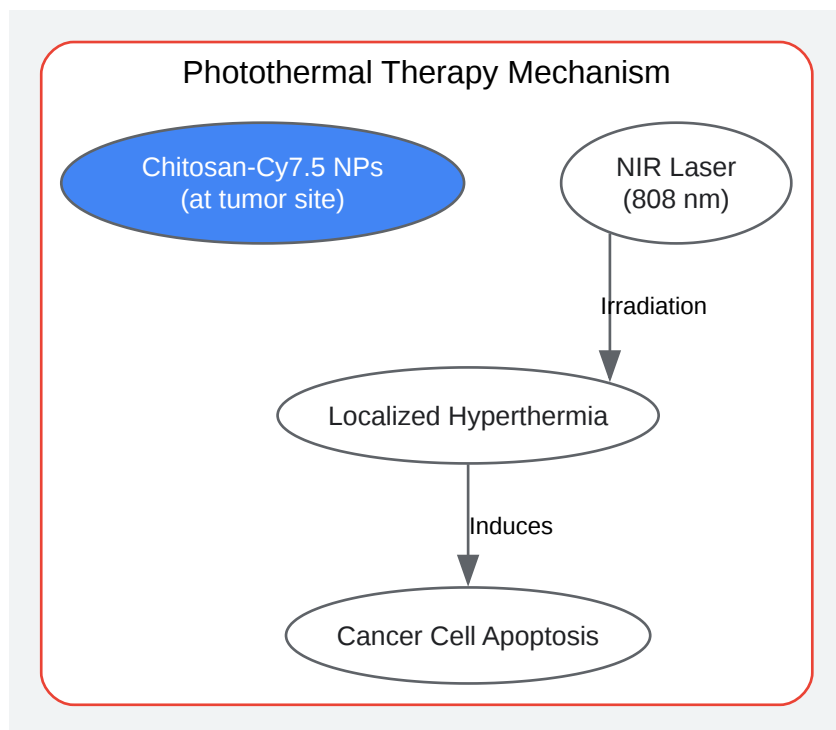 Photothermal Therapy Mechanism
Chitosan-Cy7.5 NPs
(at tumor site)
NIR Laser
(808 nm)
Irradiation
Localized Hyperthermia
Induces
Cancer Cell Apoptosis